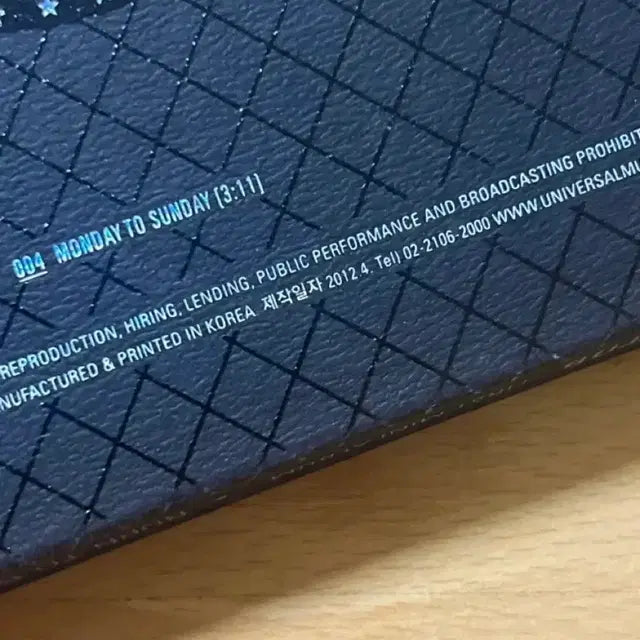 004 MONDAY TO SUNDAY [3:11]
REPRODUCTION, HIRING, LENDING, PUBLIC PERFORMANCE AND BROADCASTING PROHIBIT
NUFACTURED & PRINTED IN KOREA 제작일자 2012.4. Tel) 02-2106-2000 WWW.UNIVERSALMU